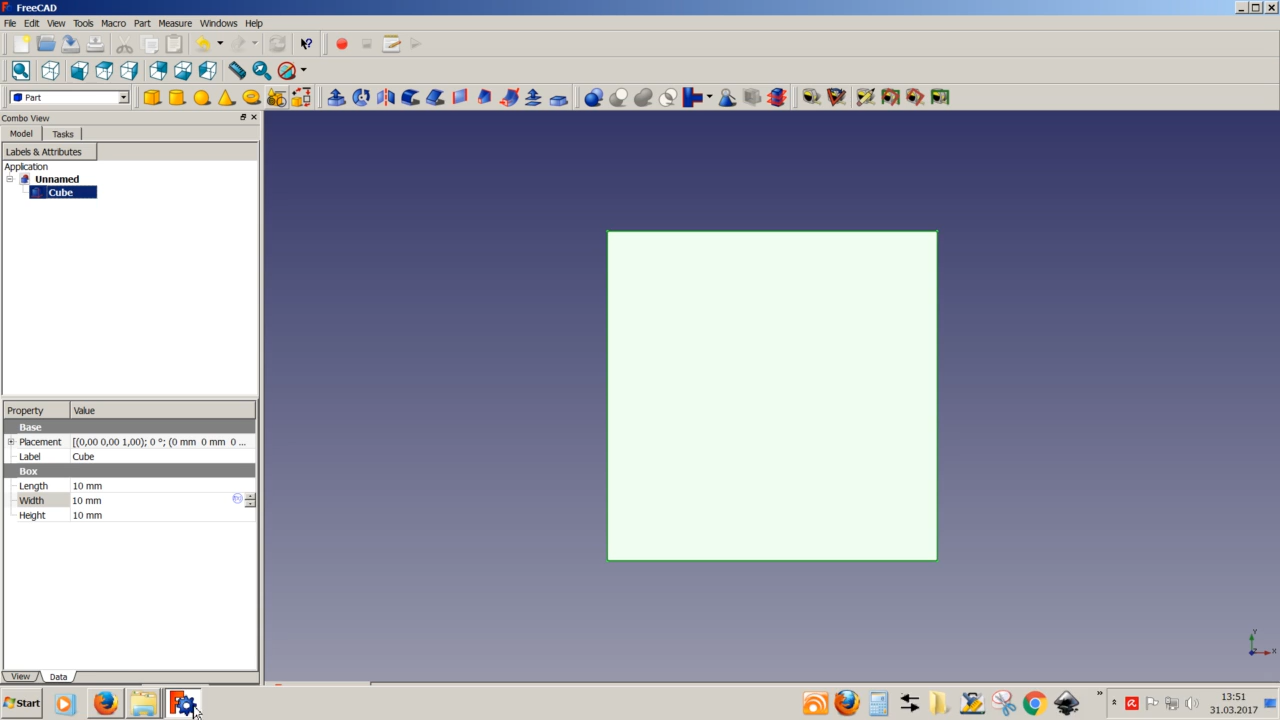 FreeCAD
File Edit View Tools Macro Part Measure Windows Help
Part
Combo View
Model Tasks
Labels & Attributes
Application
Unnamed
Cube
Property Value
Base
Placement [(0,00 0,00 1,00); 0 °; (0 mm 0 mm 0 ...
Label Cube
Box
Length 10 mm
Width 10 mm
Height 10 mm
View Data
Y
X
Start
»
13:51
31.03.2017